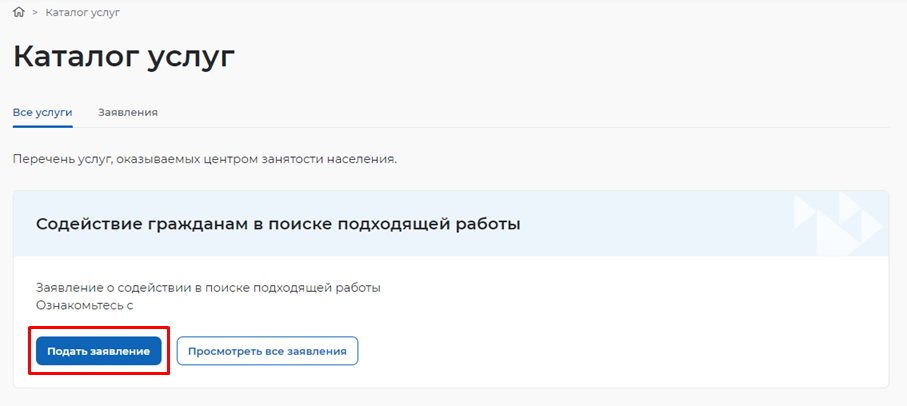 > Каталог услуг
Каталог услуг
Все услуги Заявления
Перечень услуг, оказываемых центром занятости населения.
Содействие гражданам в поиске подходящей работы
Заявление о содействии в поиске подходящей работы
Ознакомьтесь с
Подать заявление Просмотреть все заявления